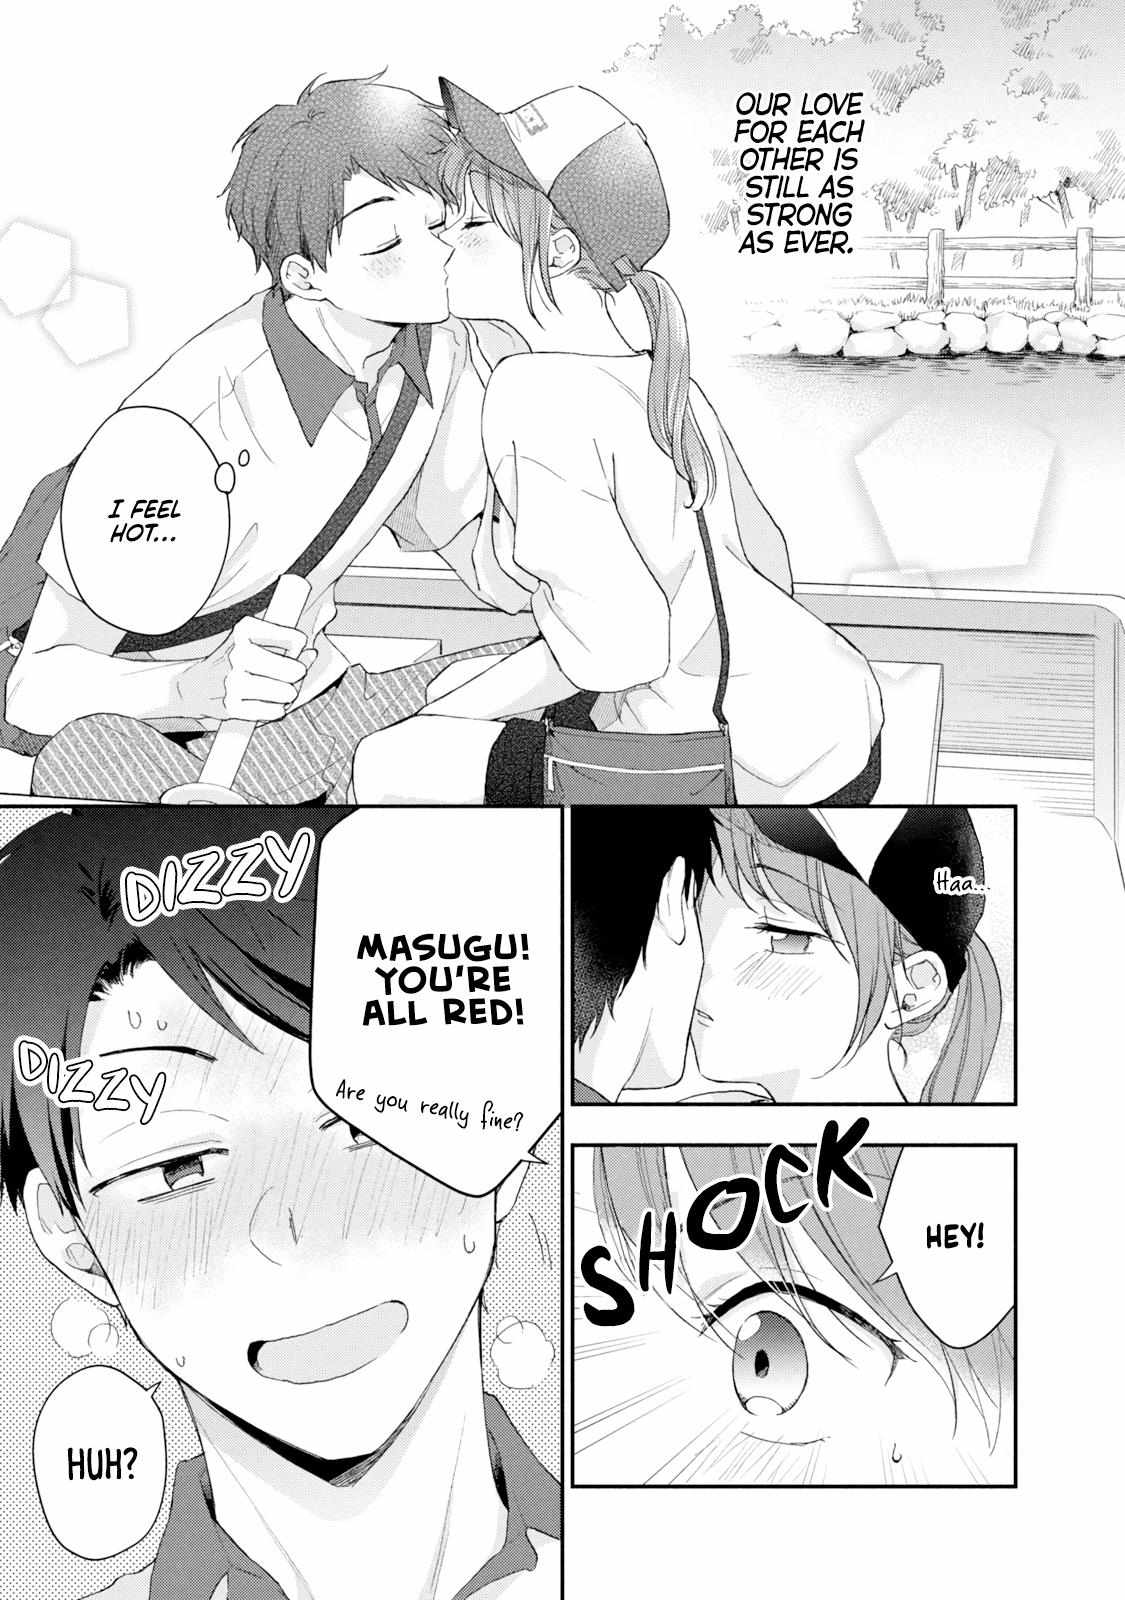 OUR LOVE
FOR EACH
OTHER IS
STILL AS
STRONG
AS EVER.
I FEEL
HOT...
Haa...
HEY!
SHOCK
MASUGU!
YOU'RE
ALL RED!
Are you really fine?
DIZZY
DIZZY
HUH?